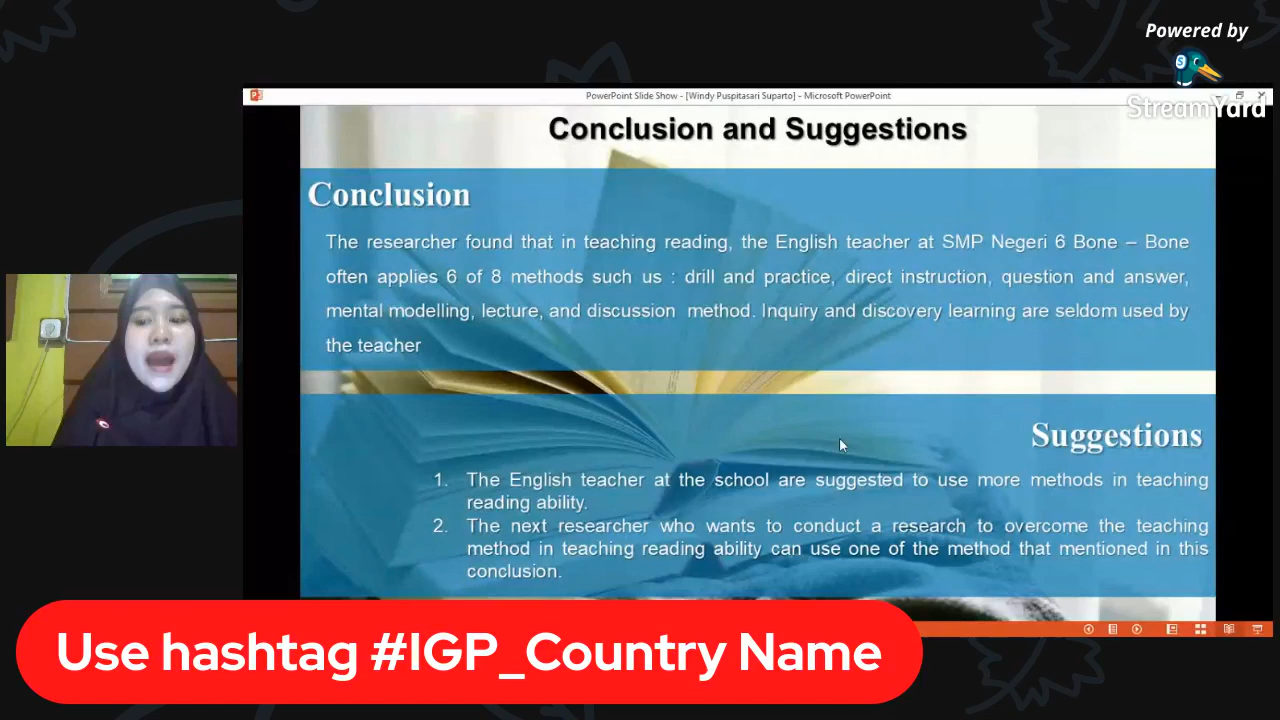 Powered by
StreamYard
PowerPoint Slide Show - [Windy Puspitasari Suparto] - Microsoft PowerPoint
Conclusion and Suggestions
Conclusion
The researcher found that in teaching reading, the English teacher at SMP Negeri 6 Bone – Bone
often applies 6 of 8 methods such us : drill and practice, direct instruction, question and answer,
mental modelling, lecture, and discussion method. Inquiry and discovery learning are seldom used by
the teacher
Suggestions
1. The English teacher at the school are suggested to use more methods in teaching
reading ability.
2. The next researcher who wants to conduct a research to overcome the teaching
method in teaching reading ability can use one of the method that mentioned in this
conclusion.
Use hashtag #IGP_Country Name